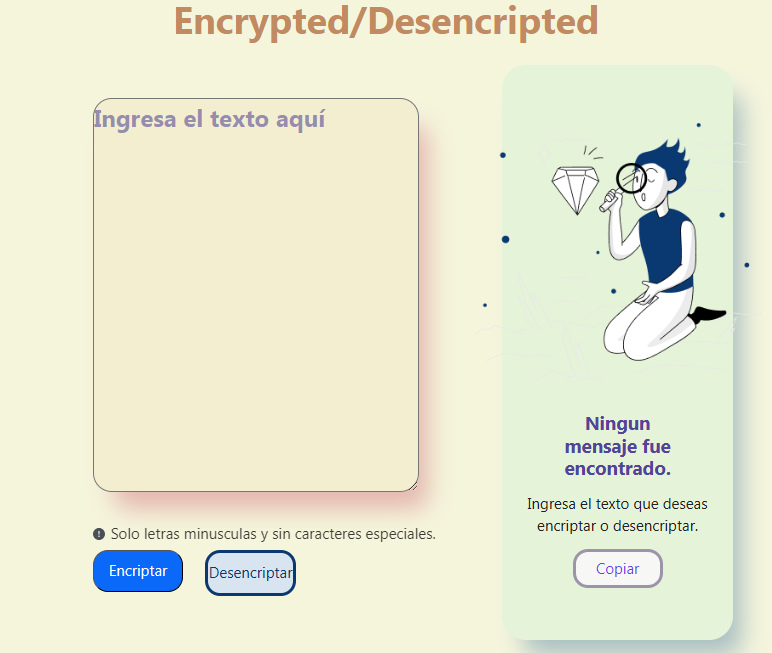 Encrypted/Desencripted
Ingresa el texto aquí
Solo letras minusculas y sin caracteres especiales.
Encriptar
Desencriptar
Ningun
mensaje fue
encontrado.
Ingresa el texto que deseas
encriptar o desencriptar.
Copiar